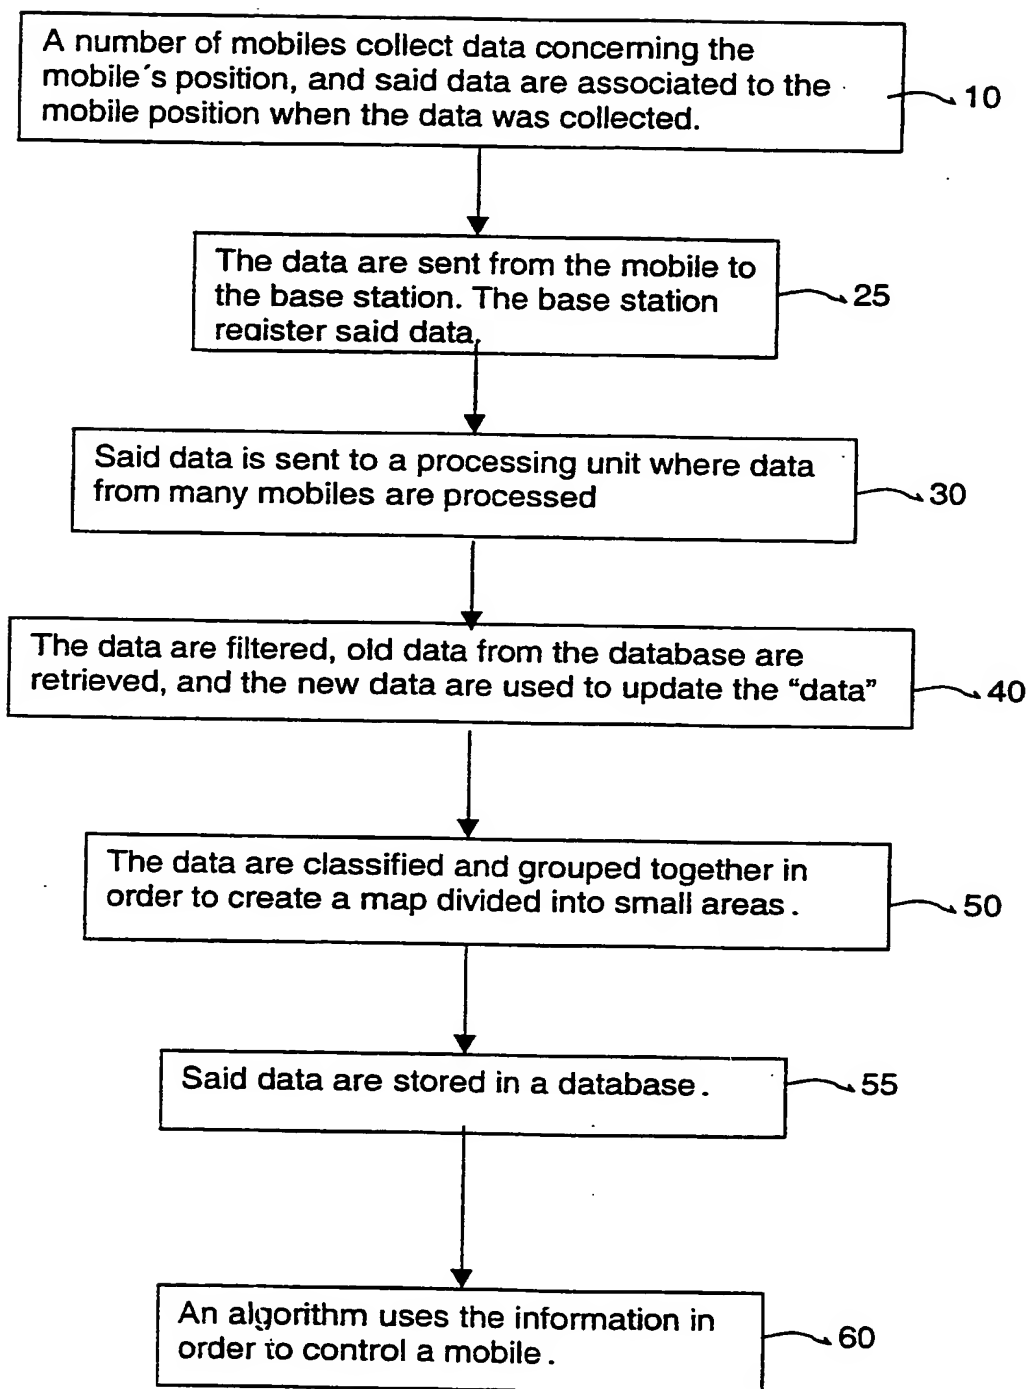 A number of mobiles collect data concerning the
mobile´s position, and said data are associated to the
mobile position when the data was collected.
10
The data are sent from the mobile to
the base station. The base station
register said data.
25
Said data is sent to a processing unit where data
from many mobiles are processed
30
The data are filtered, old data from the database are
retrieved, and the new data are used to update the “data”
40
The data are classified and grouped together in
order to create a map divided into small areas.
50
Said data are stored in a database.
55
An algorithm uses the information in
order to control a mobile.
60